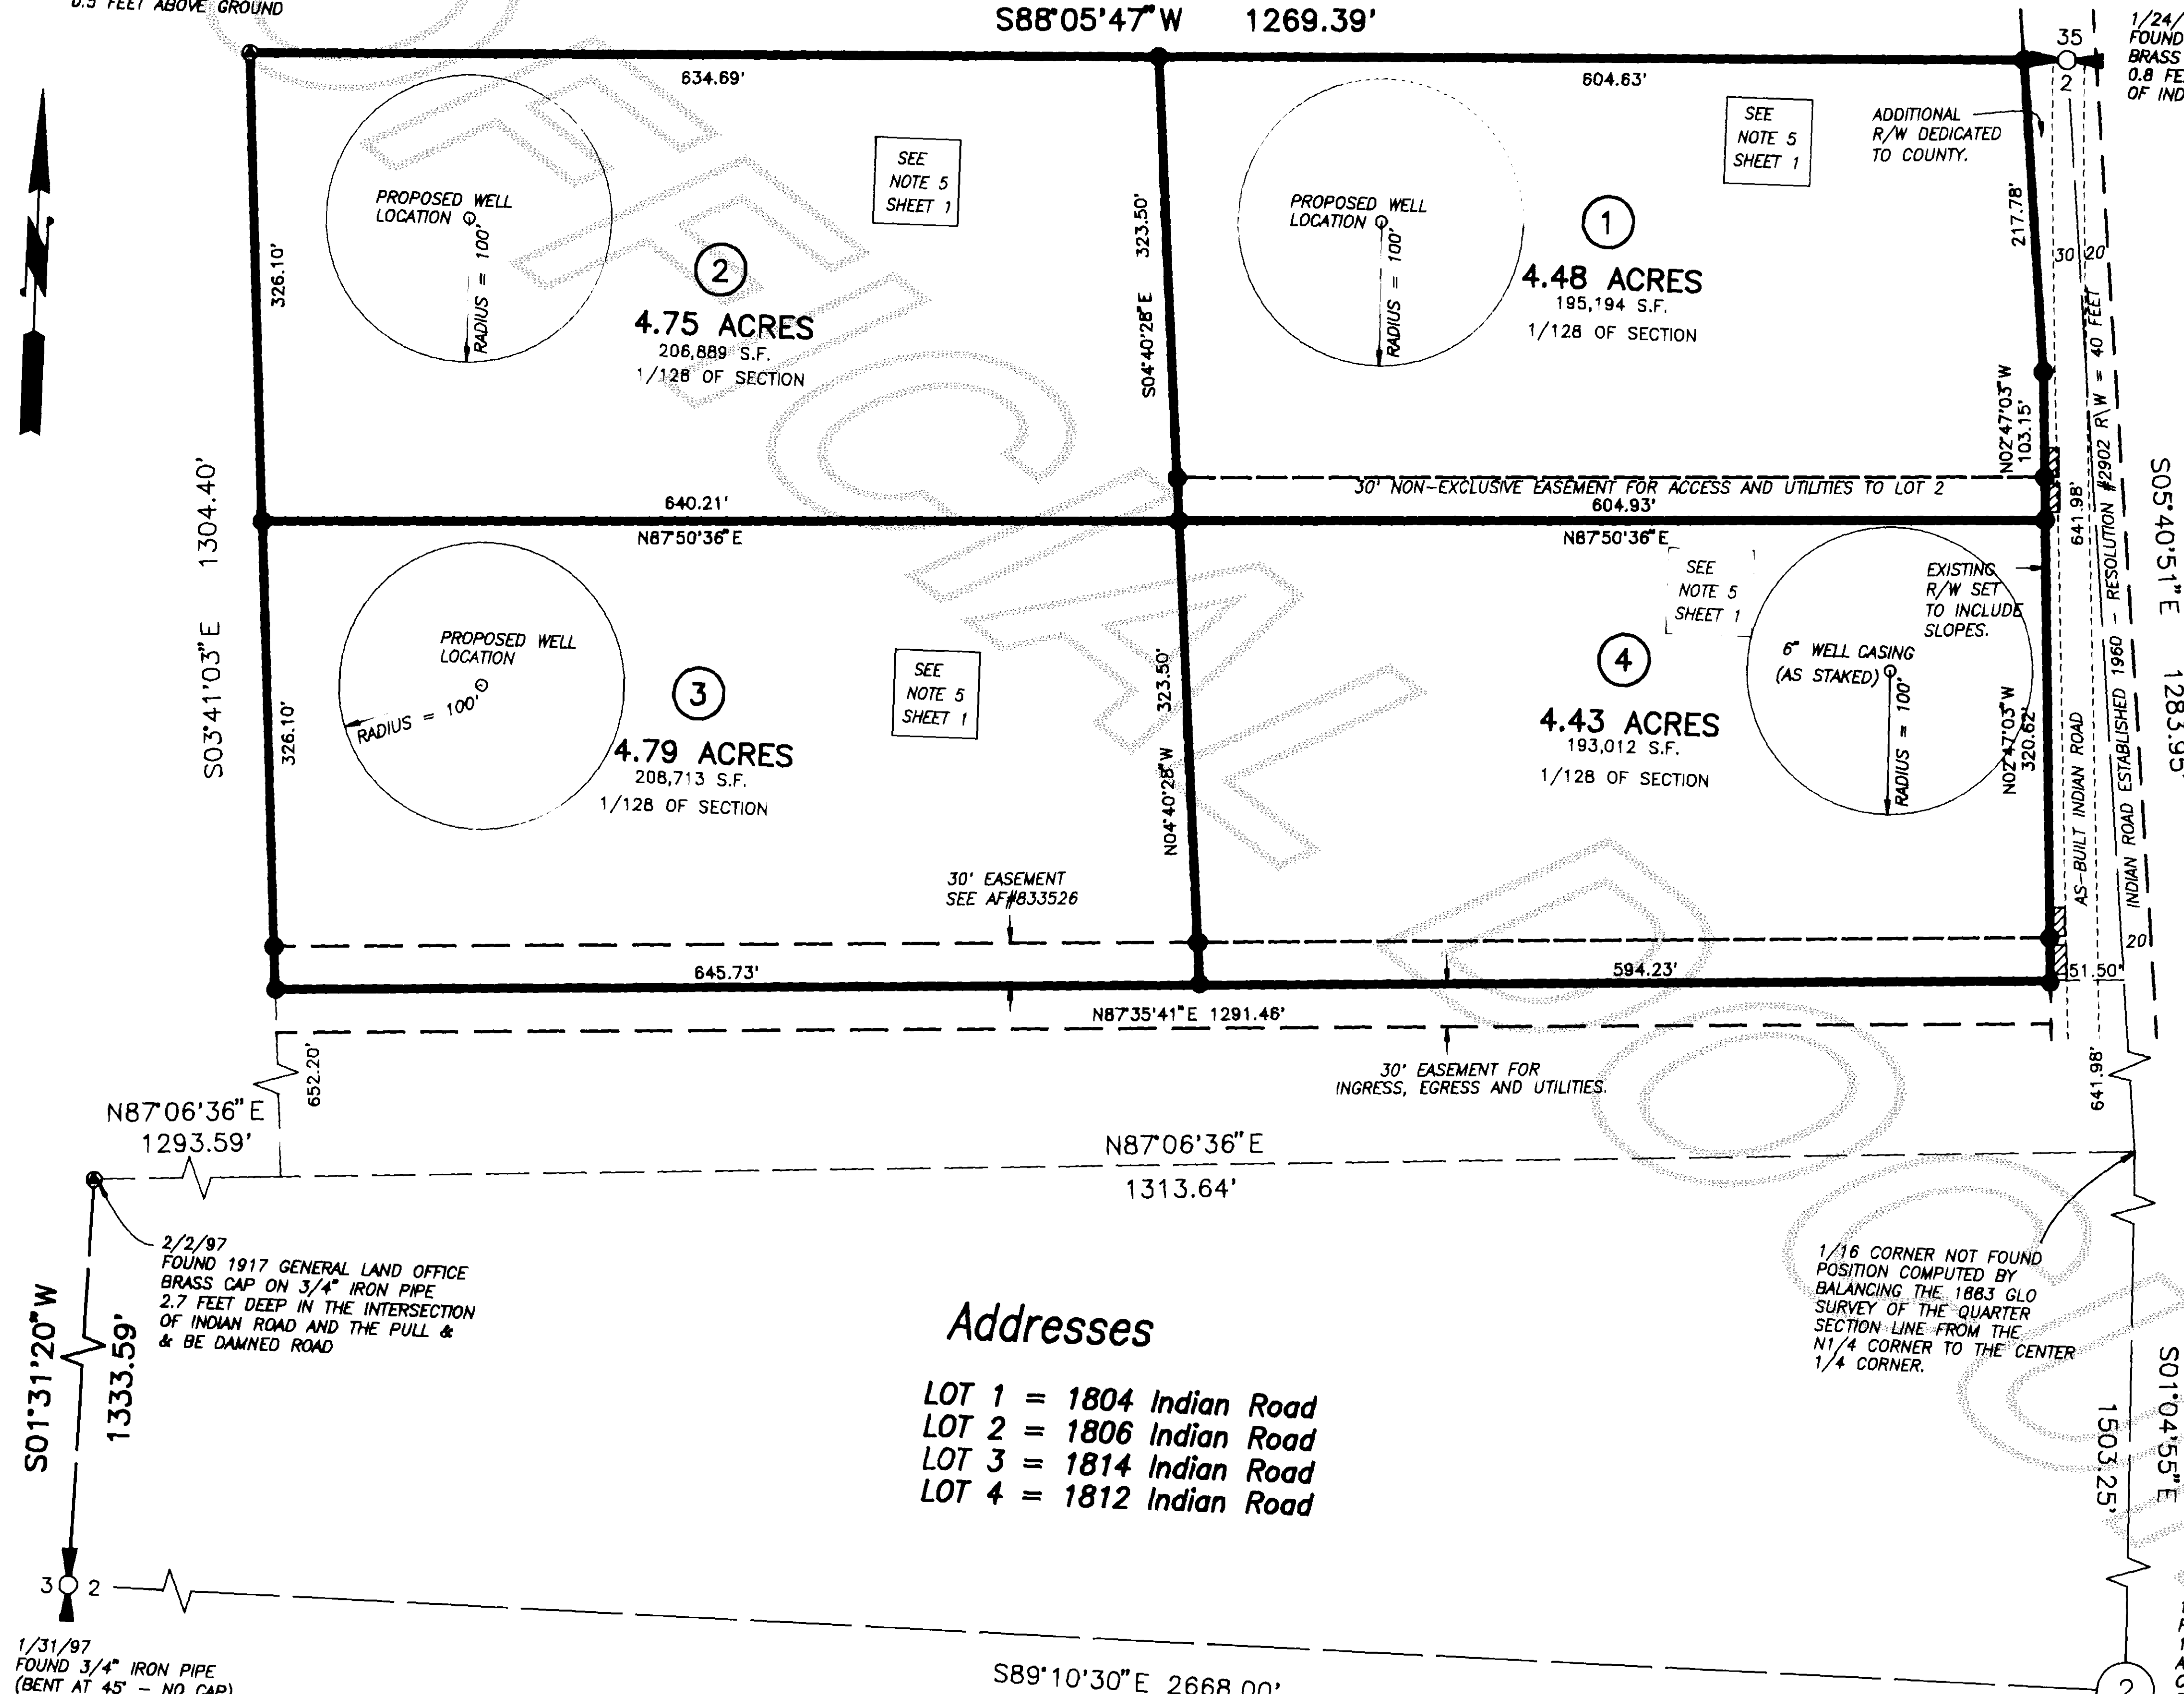 0.5 FEET ABOVE GROUND
S88°05'47"W 1269.39'
1/24/
FOUND
BRASS
0.8 FE
OF IND
35
2
634.69'
604.63'
ADDITIONAL
R/W DEDICATED
TO COUNTY.
SEE
NOTE 5
SHEET 1
SEE
NOTE 5
SHEET 1
PROPOSED WELL
LOCATION
RADIUS = 100'
PROPOSED WELL
LOCATION
RADIUS = 100'
N
326.10'
2
4.75 ACRES
206,889 S.F.
1/128 OF SECTION
323.50'
S04°40'28"E
1
4.48 ACRES
195,194 S.F.
1/128 OF SECTION
217.78'
30
20
N02°47'03"W
103.15'
30' NON-EXCLUSIVE EASEMENT FOR ACCESS AND UTILITIES TO LOT 2
640.21'
N87°50'36"E
604.93'
N87°50'36"E
S03°41'03"E 1304.40'
641.98'
INDIAN ROAD ESTABLISHED 1960 - RESOLUTION #2902 R\W = 40 FEET
S05°40'51"E 1283.95'
SEE
NOTE 5
SHEET 1
EXISTING
R/W SET
TO INCLUDE
SLOPES.
PROPOSED WELL
LOCATION
RADIUS = 100'
326.10'
3
4.79 ACRES
208,713 S.F.
1/128 OF SECTION
SEE
NOTE 5
SHEET 1
323.50'
N04°40'28"W
4
4.43 ACRES
193,012 S.F.
1/128 OF SECTION
6" WELL CASING
(AS STAKED)
RADIUS = 100'
N02°47'03"W
320.62'
AS-BUILT INDIAN ROAD
30' EASEMENT
SEE AF#833526
20
51.50'
645.73'
594.23'
N87°35'41"E 1291.46'
30' EASEMENT FOR
INGRESS, EGRESS AND UTILITIES.
652.20'
641.98'
N87°06'36"E
1293.59'
N87°06'36"E
1313.64'
2/2/97
FOUND 1917 GENERAL LAND OFFICE
BRASS CAP ON 3/4" IRON PIPE
2.7 FEET DEEP IN THE INTERSECTION
OF INDIAN ROAD AND THE PULL &
& BE DAMNED ROAD
1/16 CORNER NOT FOUND
POSITION COMPUTED BY
BALANCING THE 1883 GLO
SURVEY OF THE QUARTER
SECTION LINE FROM THE
N1/4 CORNER TO THE CENTER
1/4 CORNER.
S01°31'20"W
1333.59'
Addresses
LOT 1 = 1804 Indian Road
LOT 2 = 1806 Indian Road
LOT 3 = 1814 Indian Road
LOT 4 = 1812 Indian Road
S01°04'55"E
1503.25'
3 2
1/31/97
FOUND 3/4" IRON PIPE
(BENT AT 45° - NO CAP)
S89°10'30"E 2668.00'
2
OFFICIAL DOCU